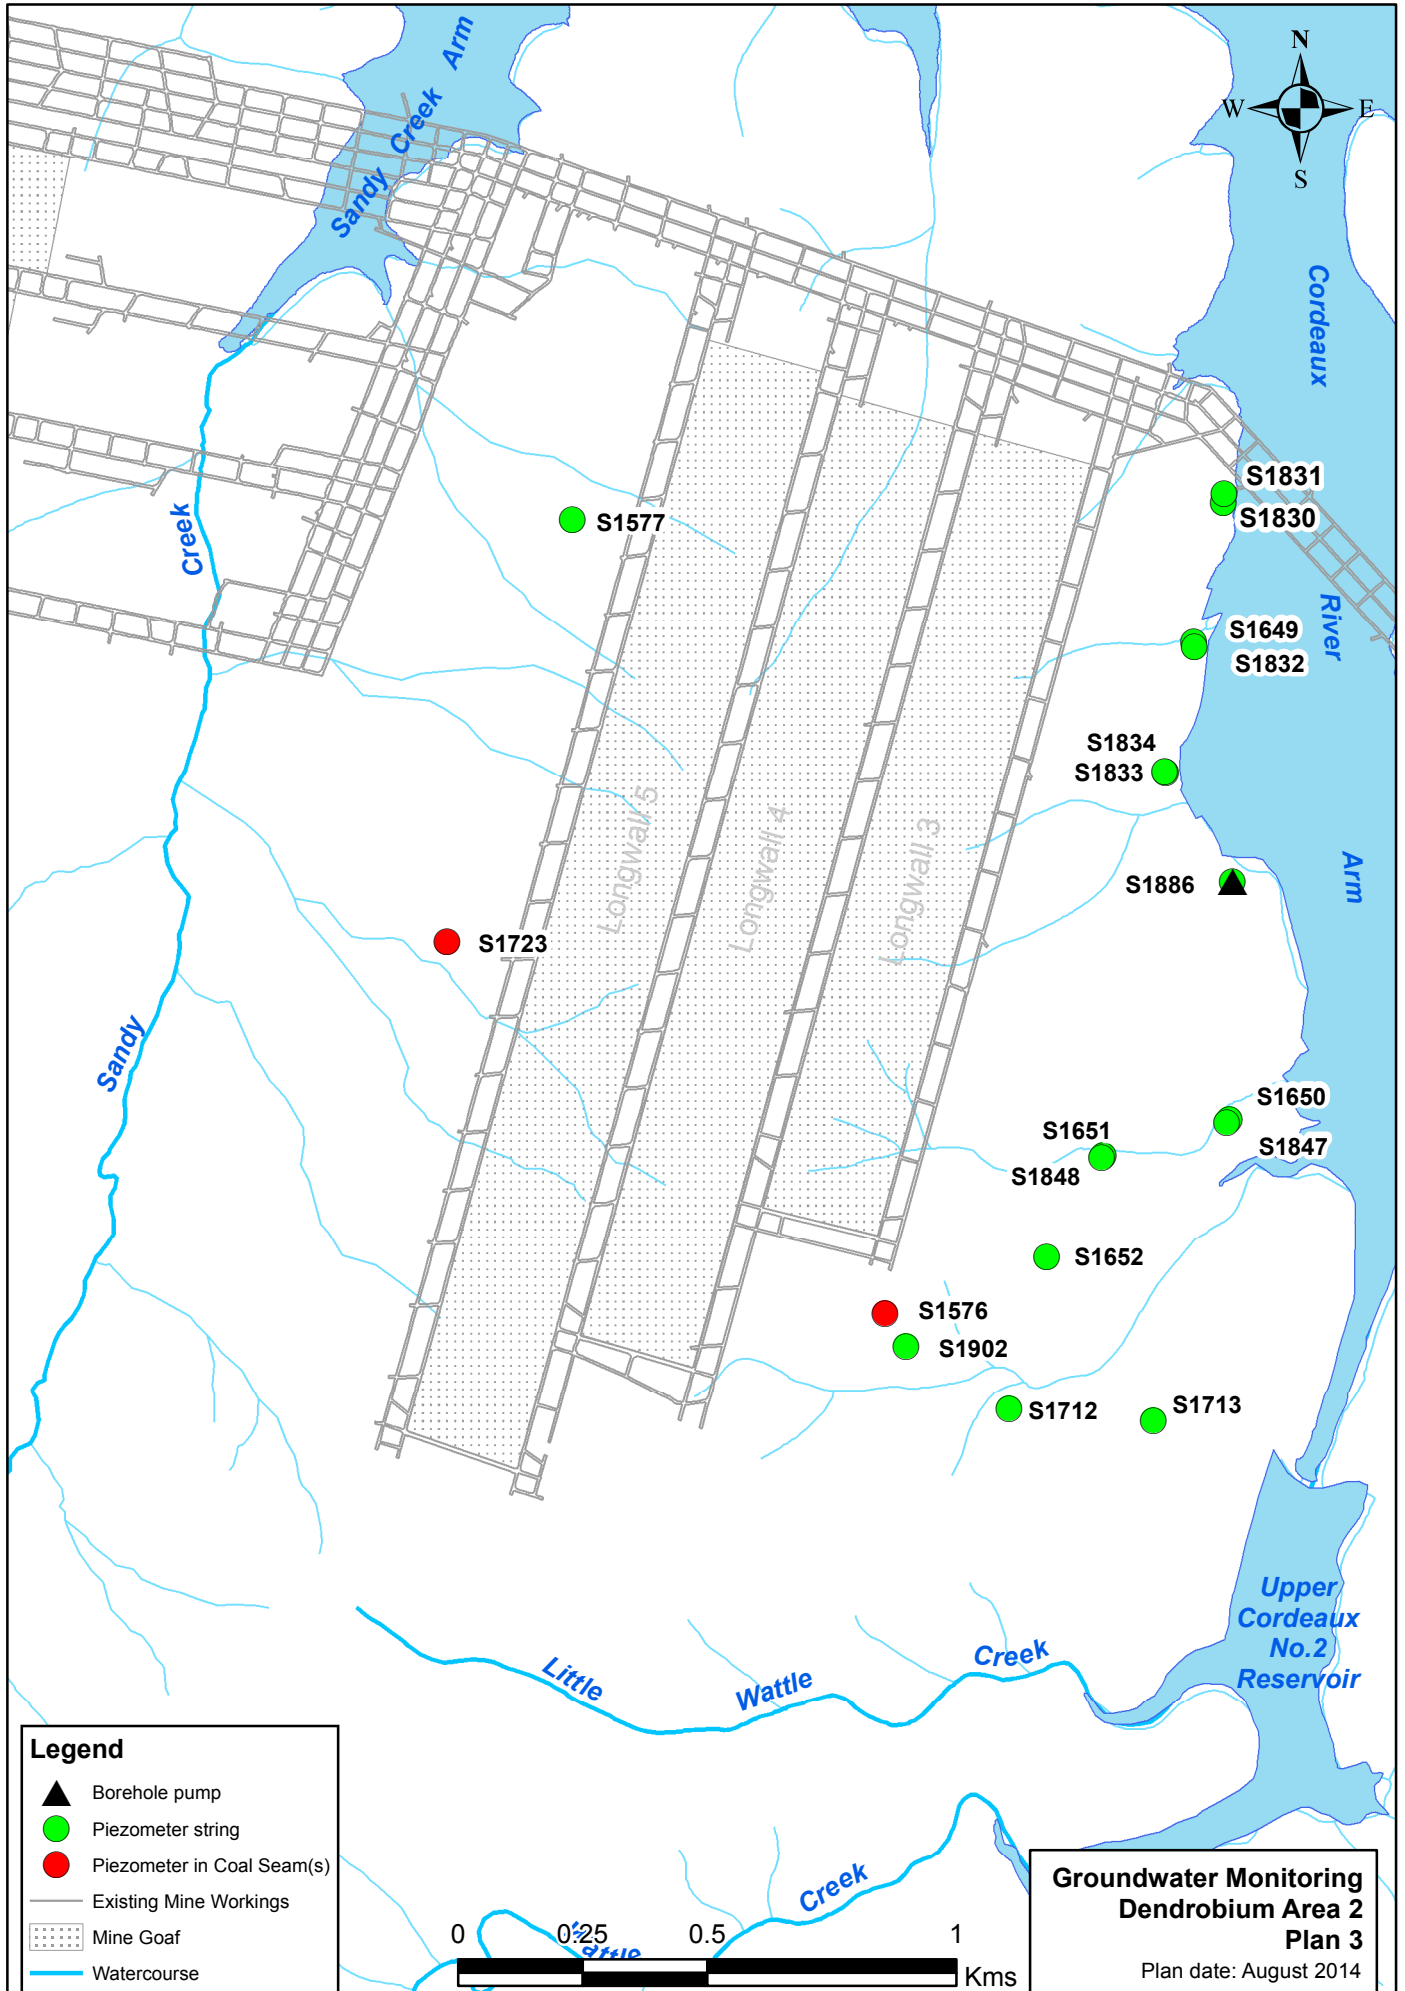 Arm
Creek
Sandy
N
W
E
S
Cordeaux
River
Arm
S1831
S1830
S1577
Creek
S1649
S1832
S1834
S1833
Longwall 5
Longwall 4
Longwall 3
S1886
S1723
Sandy
S1650
S1651
S1847
S1848
S1652
S1576
S1902
S1712
S1713
Upper
Cordeaux
No.2
Reservoir
Little
Wattle
Creek
Creek
Wattle
Legend
Borehole pump
Piezometer string
Piezometer in Coal Seam(s)
Existing Mine Workings
Mine Goaf
Watercourse
0 0.25 0.5 1
Kms
Groundwater Monitoring
Dendrobium Area 2
Plan 3
Plan date: August 2014